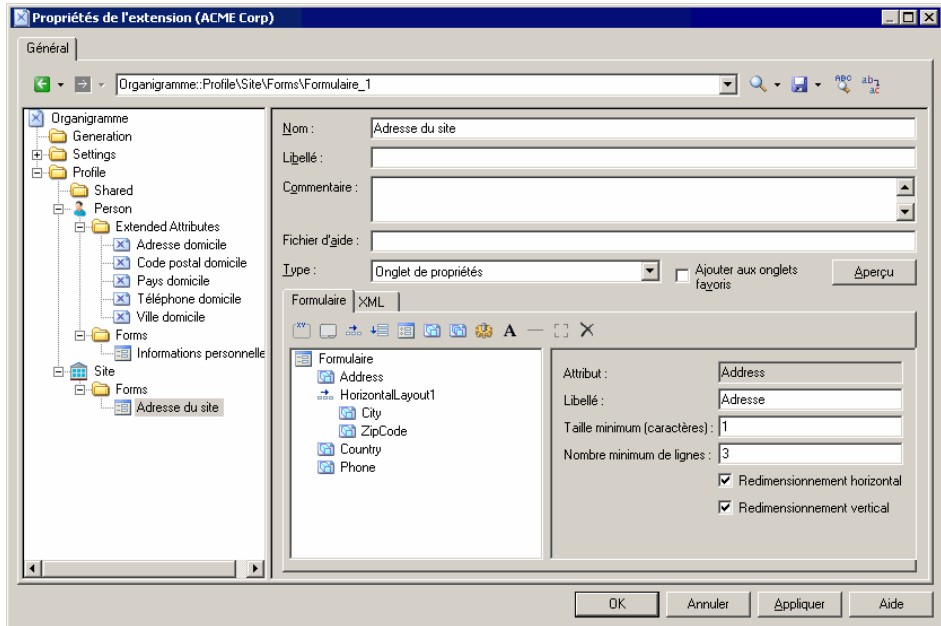 Propriétés de l'extension (ACME Corp)
Général
Organigramme::Profile\Site\Forms\Formulaire_1
Organigramme
Generation
Settings
Profile
Shared
Person
Extended Attributes
Adresse domicile
Code postal domicile
Pays domicile
Téléphone domicile
Ville domicile
Forms
Informations personnelle
Site
Forms
Adresse du site
Nom : Adresse du site
Libellé :
Commentaire :
Fichier d'aide :
Type : Onglet de propriétés
Ajouter aux onglets
favoris
Aperçu
Formulaire XML
A
Formulaire
Address
HorizontalLayout1
City
ZipCode
Country
Phone
Attribut : Address
Libellé : Adresse
Taille minimum (caractères) : 1
Nombre minimum de lignes : 3
Redimensionnement horizontal
Redimensionnement vertical
OK Annuler Appliquer Aide